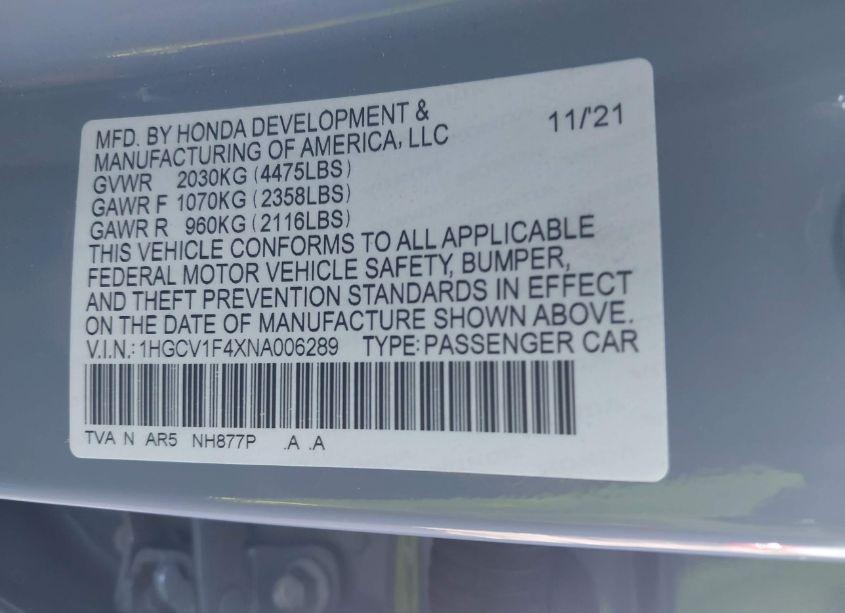 MFD. BY HONDA DEVELOPMENT & 11/'21
MANUFACTURING OF AMERICA, LLC
GVWR 2030KG (4475LBS)
GAWR F 1070KG (2358LBS)
GAWR R 960KG (2116LBS)
THIS VEHICLE CONFORMS TO ALL APPLICABLE
FEDERAL MOTOR VEHICLE SAFETY, BUMPER,
AND THEFT PREVENTION STANDARDS IN EFFECT
ON THE DATE OF MANUFACTURE SHOWN ABOVE.
V.I.N.: 1HGCV1F4XNA006289 TYPE: PASSENGER CAR
TVA N AR5 NH877P .A .A